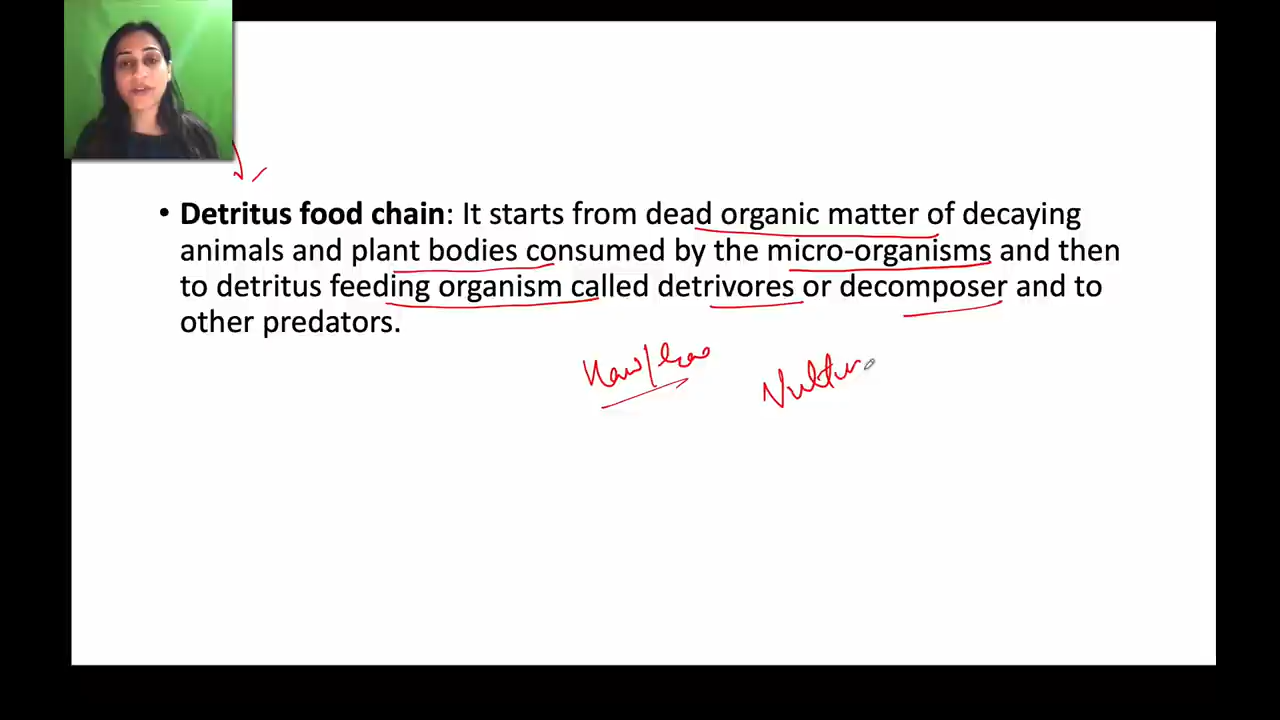 • Detritus food chain: It starts from dead organic matter of decaying
animals and plant bodies consumed by the micro-organisms and then
to detritus feeding organism called detrivores or decomposer and to
other predators.
Vultur